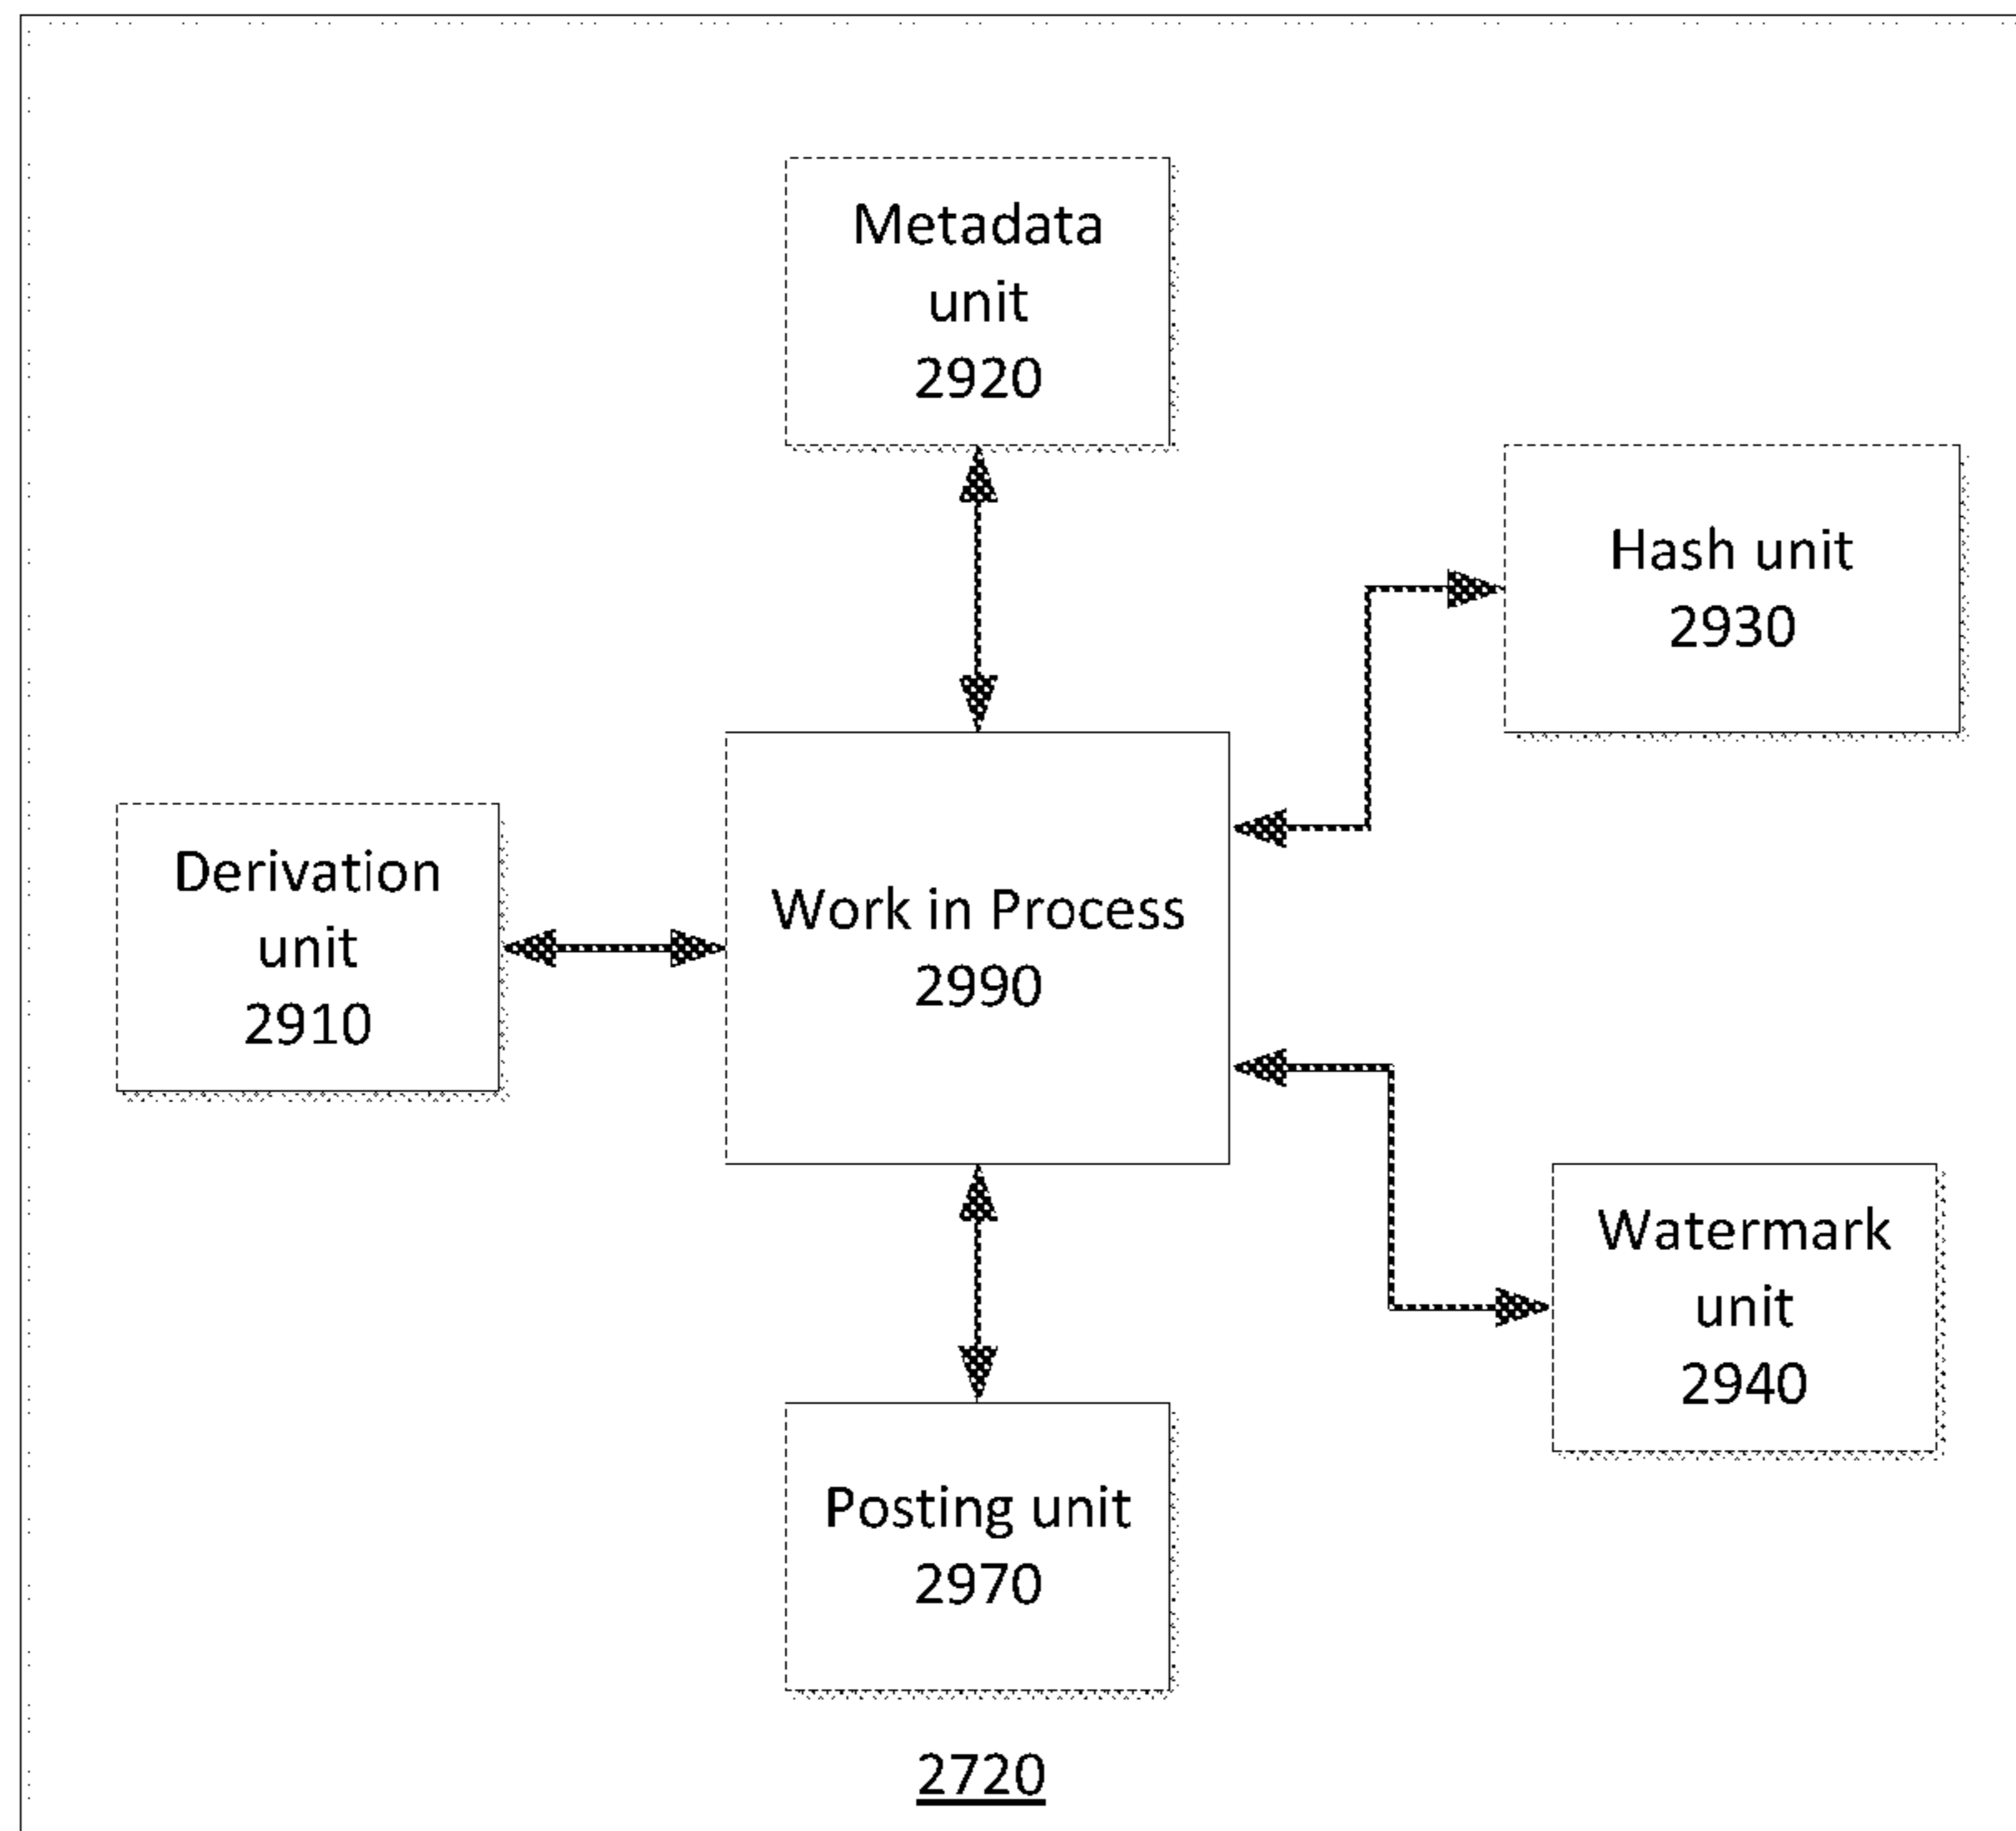 Metadata
unit
2920
Hash unit
2930
Derivation
unit
2910
Work in Process
2990
Watermark
unit
2940
Posting unit
2970
2720